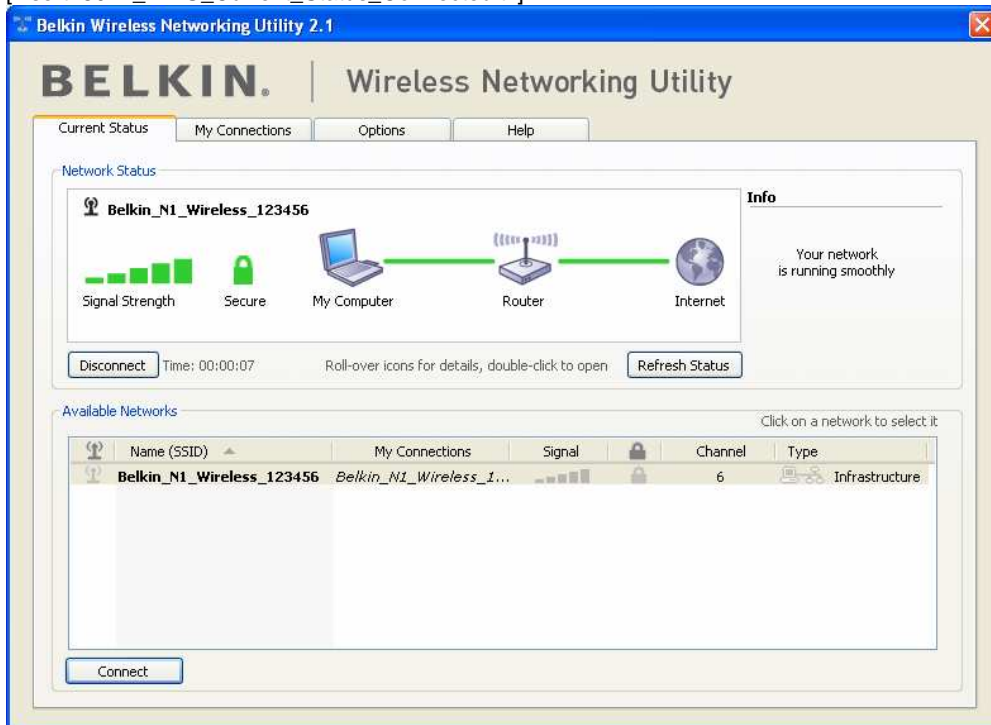 Belkin Wireless Networking Utility 2.1
BELKIN. | Wireless Networking Utility
Current Status My Connections Options Help
Network Status
Belkin_N1_Wireless_123456
Info
Your network
is running smoothly
Signal Strength Secure My Computer Router Internet
Disconnect Time: 00:00:07 Roll-over icons for details, double-click to open Refresh Status
Available Networks
Click on a network to select it
Name (SSID) My Connections Signal Channel Type
Belkin_N1_Wireless_123456 Belkin_N1_Wireless_1... 6 Infrastructure
Connect